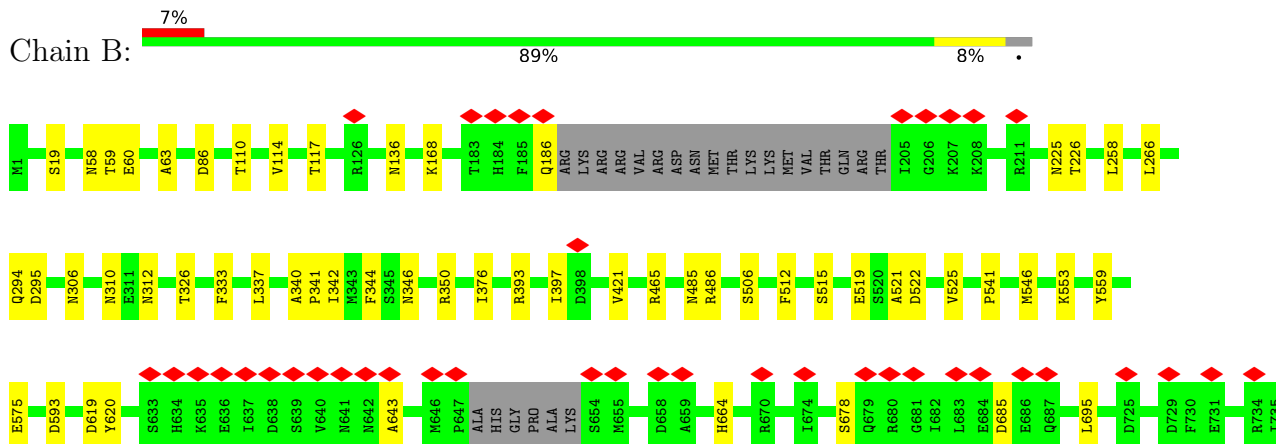 7%
Chain B:
89% 8% •
M1 S19 N58 T59 E60 A63 D86 T110 V114 T117 R126 N136 K168 T183 H184 F185 Q186 ARG LYS ARG ARG VAL ARG ASP ASN MET THR LYS LYS MET VAL THR GLN ARG THR I205 G206 K207 K208 R211 N225 T226 L258 L266
Q294 D295 N306 N310 E311 N312 T326 F333 L337 A340 P341 I342 M343 F344 S345 N346 R350 I376 R393 I397 D398 V421 R465 N485 R486 S506 F512 S515 E519 S520 A521 D522 V525 P541 M546 K553 Y559
E575 D593 D619 Y620 S633 H634 K635 E636 I637 D638 S639 V640 N641 N642 A643 M646 P647 ALA HIS GLY PRO ALA LYS S654 M655 D658 A659 H664 R670 I674 S678 Q679 R680 G681 I682 L683 E684 D685 E686 Q687 L695 D725 D729 F730 E731 R734 I735